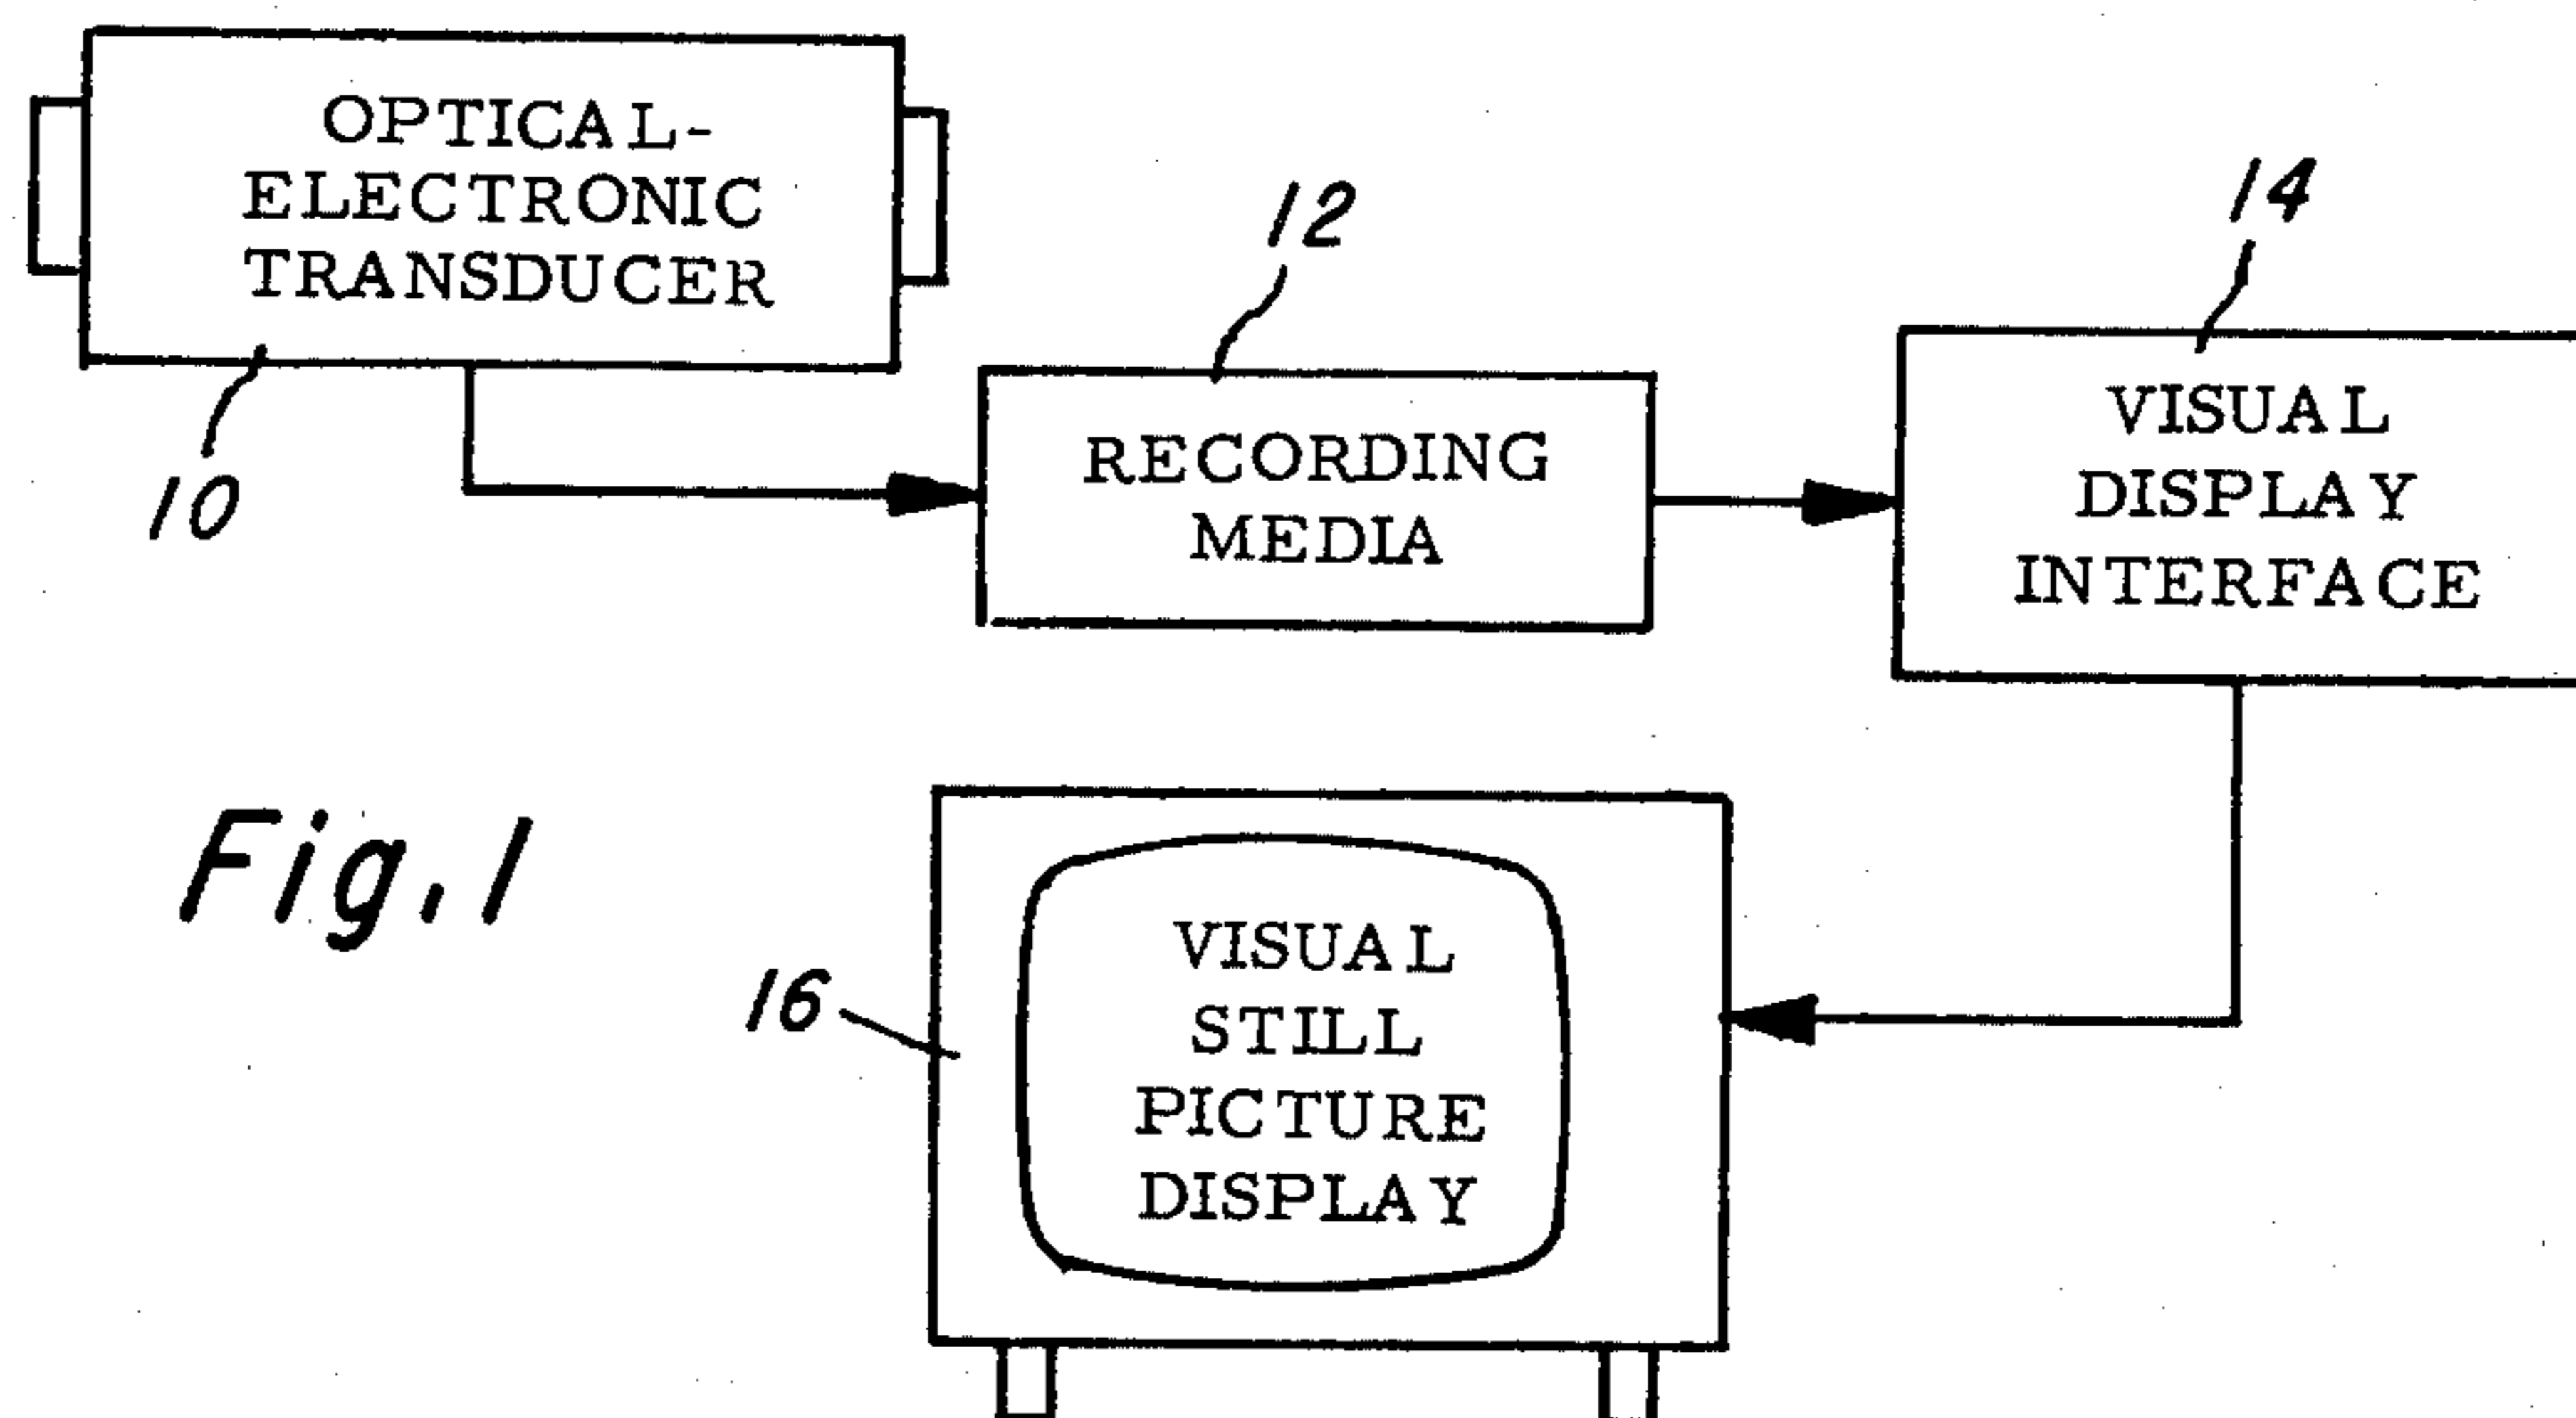 OPTICAL-
ELECTRONIC
TRANSDUCER
10
12
RECORDING
MEDIA
14
VISUAL
DISPLAY
INTERFACE
Fig. 1
16
VISUAL
STILL
PICTURE
DISPLAY